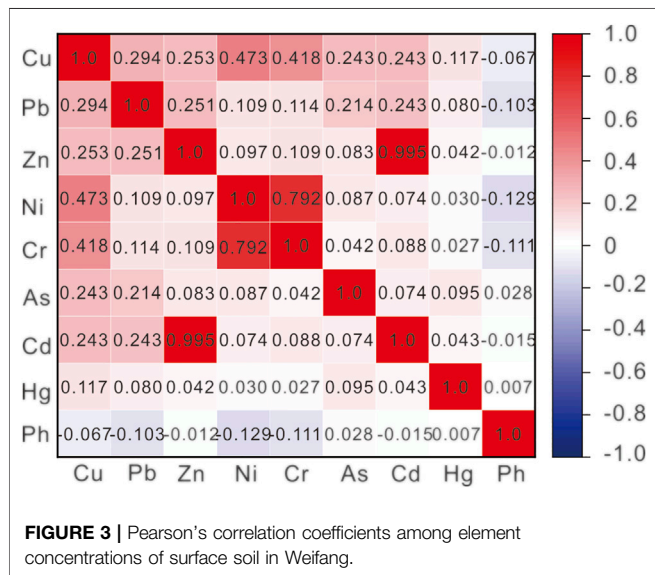 Cu 1.0 0.294 0.253 0.473 0.418 0.243 0.243 0.117 -0.067
Pb 0.294 1.0 0.251 0.109 0.114 0.214 0.243 0.080 -0.103
Zn 0.253 0.251 1.0 0.097 0.109 0.083 0.995 0.042 -0.012
Ni 0.473 0.109 0.097 1.0 0.792 0.087 0.074 0.030 -0.129
Cr 0.418 0.114 0.109 0.792 1.0 0.042 0.088 0.027 -0.111
As 0.243 0.214 0.083 0.087 0.042 1.0 0.074 0.095 0.028
Cd 0.243 0.243 0.995 0.074 0.088 0.074 1.0 0.043 -0.015
Hg 0.117 0.080 0.042 0.030 0.027 0.095 0.043 1.0 0.007
Ph -0.067 -0.103 -0.012 -0.129 -0.111 0.028 -0.015 0.007 1.0
Cu Pb Zn Ni Cr As Cd Hg Ph
1.0
0.8
0.6
0.4
0.2
0
-0.2
-0.4
-0.6
-0.8
-1.0
FIGURE 3 | Pearson's correlation coefficients among element
concentrations of surface soil in Weifang.